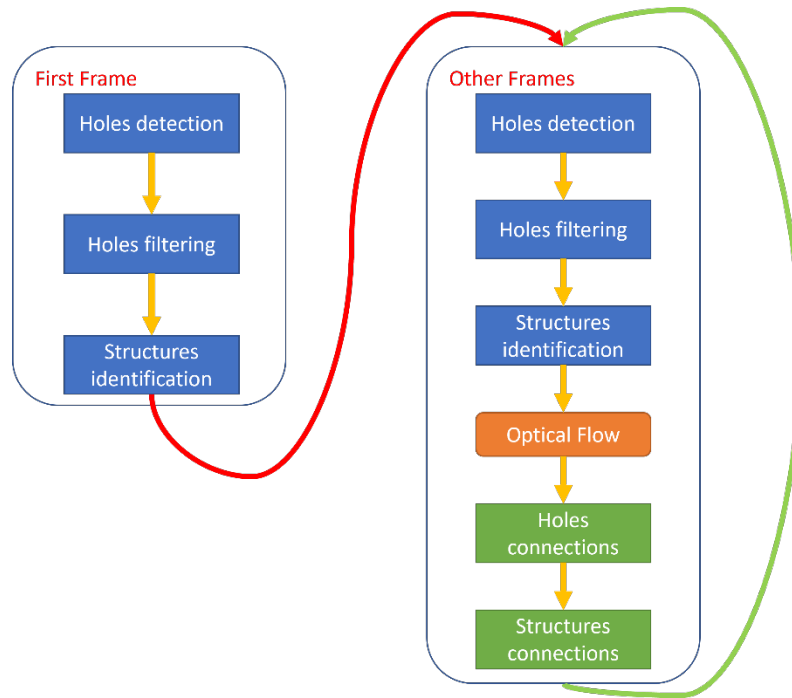 First Frame
Holes detection
Holes filtering
Structures
identification
Other Frames
Holes detection
Holes filtering
Structures
identification
Optical Flow
Holes
connections
Structures
connections